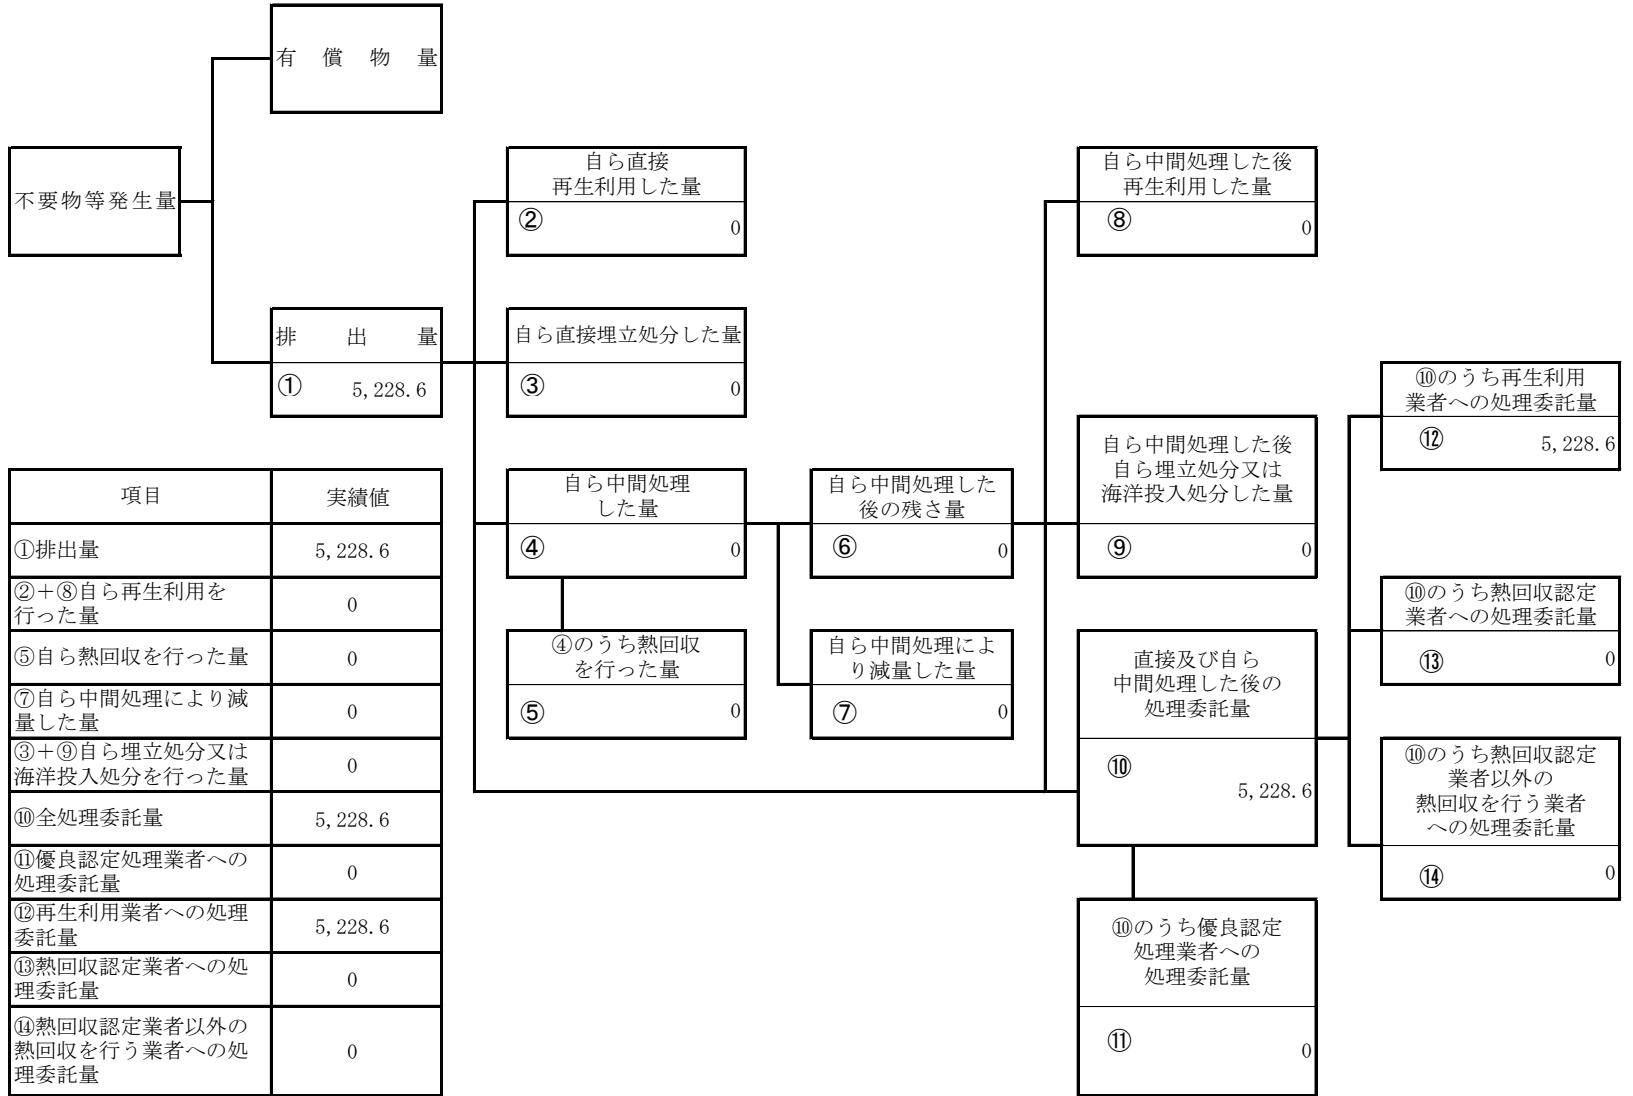 有償物量
不要物等発生量
排出量
① 5,228.6
自ら直接
再生利用した量
② 0
自ら直接埋立処分した量
③ 0
自ら中間処理
した量
④ 0
④のうち熱回収
を行った量
⑤ 0
自ら中間処理した
後の残さ量
⑥ 0
自ら中間処理によ
り減量した量
⑦ 0
自ら中間処理した後
再生利用した量
⑧ 0
自ら中間処理した後
自ら埋立処分又は
海洋投入処分した量
⑨ 0
直接及び自ら
中間処理した後の
処理委託量
⑩
5,228.6
⑩のうち優良認定
処理業者への
処理委託量
⑪ 0
⑩のうち再生利用
業者への処理委託量
⑫ 5,228.6
⑩のうち熱回収認定
業者への処理委託量
⑬ 0
⑩のうち熱回収認定
業者以外の
熱回収を行う業者
への処理委託量
⑭ 0
項目 実績値
①排出量 5,228.6
②＋⑧自ら再生利用を
行った量 0
⑤自ら熱回収を行った量 0
⑦自ら中間処理により減
量した量 0
③＋⑨自ら埋立処分又は
海洋投入処分を行った量 0
⑩全処理委託量 5,228.6
⑪優良認定処理業者への
処理委託量 0
⑫再生利用業者への処理
委託量 5,228.6
⑬熱回収認定業者への処
理委託量 0
⑭熱回収認定業者以外の
熱回収を行う業者への処
理委託量 0